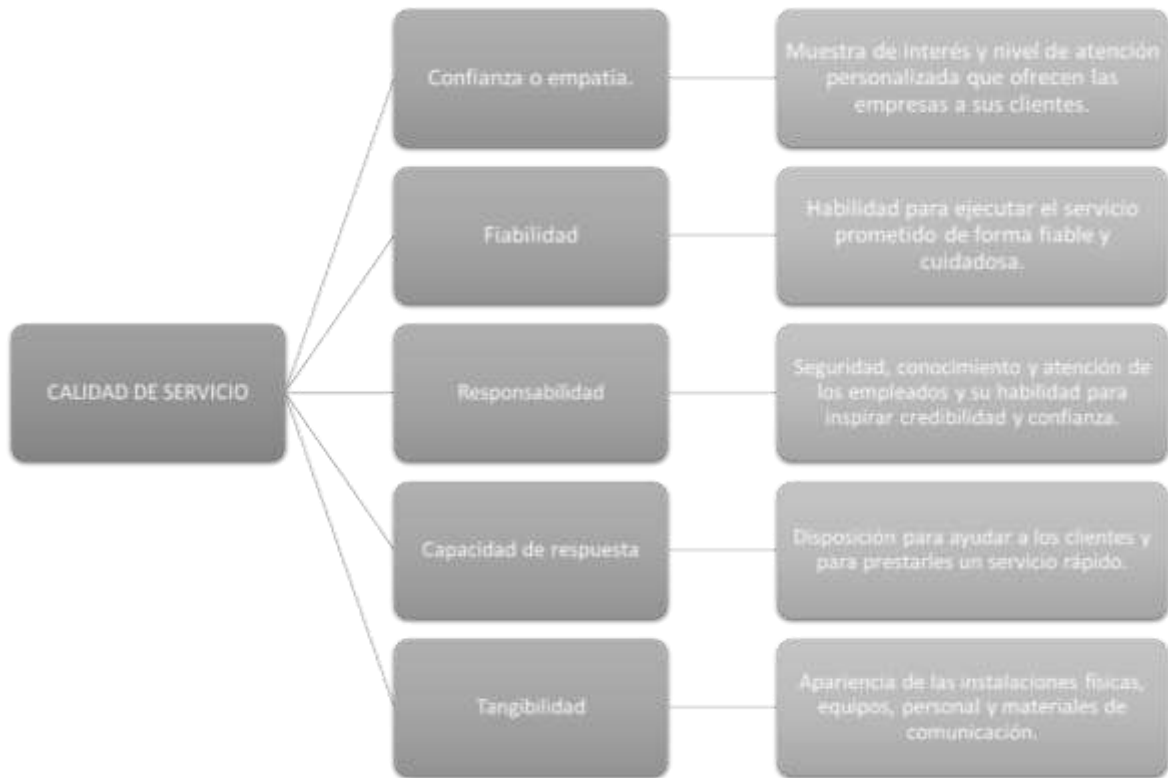 Confianza o empatía.
Muestra de interés y nivel de atención
personalizada que ofrecen las
empresas a sus clientes.
Fiabilidad
Habilidad para ejecutar el servicio
prometido de forma fiable y
cuidadosa.
CALIDAD DE SERVICIO
Responsabilidad
Seguridad, conocimiento y atención de
los empleados y su habilidad para
inspirar credibilidad y confianza.
Capacidad de respuesta
Disposición para ayudar a los clientes y
para prestarles un servicio rápido.
Tangibilidad
Apariencia de las instalaciones físicas,
equipos, personal y materiales de
comunicación.